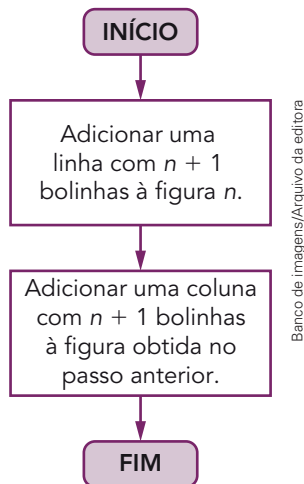 INÍCIO
Adicionar uma
linha com n + 1
bolinhas à figura n.
Adicionar uma coluna
com n + 1 bolinhas
à figura obtida no
passo anterior.
FIM
Banco de imagens/Arquivo da editora